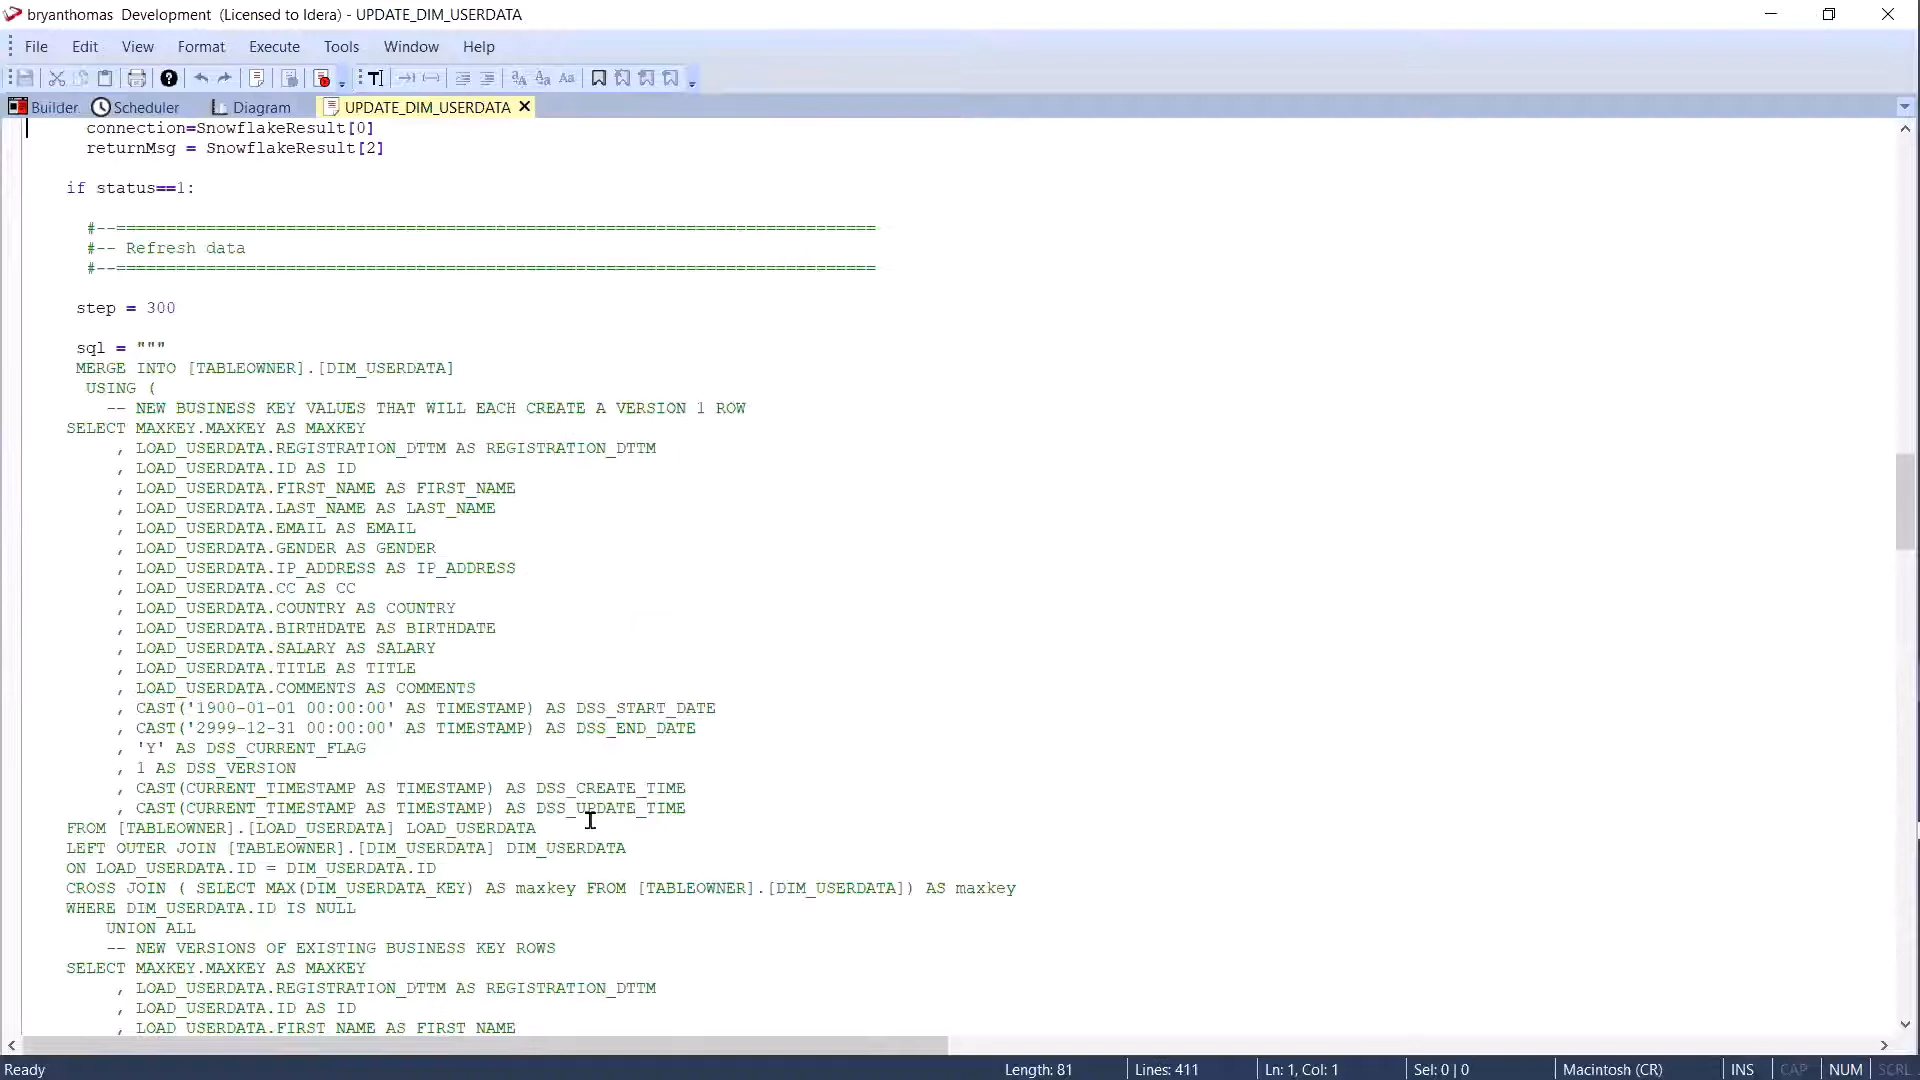 bryanthomas Development (Licensed to Idera) - UPDATE_DIM_USERDATA
File Edit View Format Execute Tools Window Help
Builder Scheduler Diagram UPDATE_DIM_USERDATA
connection=SnowflakeResult[0]
returnMsg = SnowflakeResult[2]
if status==1:
#--============================================================================
#-- Refresh data
#--============================================================================
step = 300
sql = """
MERGE INTO [TABLEOWNER].[DIM_USERDATA]
USING (
-- NEW BUSINESS KEY VALUES THAT WILL EACH CREATE A VERSION 1 ROW
SELECT MAXKEY.MAXKEY AS MAXKEY
, LOAD_USERDATA.REGISTRATION_DTTM AS REGISTRATION_DTTM
, LOAD_USERDATA.ID AS ID
, LOAD_USERDATA.FIRST_NAME AS FIRST_NAME
, LOAD_USERDATA.LAST_NAME AS LAST_NAME
, LOAD_USERDATA.EMAIL AS EMAIL
, LOAD_USERDATA.GENDER AS GENDER
, LOAD_USERDATA.IP_ADDRESS AS IP_ADDRESS
, LOAD_USERDATA.CC AS CC
, LOAD_USERDATA.COUNTRY AS COUNTRY
, LOAD_USERDATA.BIRTHDATE AS BIRTHDATE
, LOAD_USERDATA.SALARY AS SALARY
, LOAD_USERDATA.TITLE AS TITLE
, LOAD_USERDATA.COMMENTS AS COMMENTS
, CAST('1900-01-01 00:00:00' AS TIMESTAMP) AS DSS_START_DATE
, CAST('2999-12-31 00:00:00' AS TIMESTAMP) AS DSS_END_DATE
, 'Y' AS DSS_CURRENT_FLAG
, 1 AS DSS_VERSION
, CAST(CURRENT_TIMESTAMP AS TIMESTAMP) AS DSS_CREATE_TIME
, CAST(CURRENT_TIMESTAMP AS TIMESTAMP) AS DSS_UPDATE_TIME
FROM [TABLEOWNER].[LOAD_USERDATA] LOAD_USERDATA
LEFT OUTER JOIN [TABLEOWNER].[DIM_USERDATA] DIM_USERDATA
ON LOAD_USERDATA.ID = DIM_USERDATA.ID
CROSS JOIN ( SELECT MAX(DIM_USERDATA_KEY) AS maxkey FROM [TABLEOWNER].[DIM_USERDATA]) AS maxkey
WHERE DIM_USERDATA.ID IS NULL
UNION ALL
-- NEW VERSIONS OF EXISTING BUSINESS KEY ROWS
SELECT MAXKEY.MAXKEY AS MAXKEY
, LOAD_USERDATA.REGISTRATION_DTTM AS REGISTRATION_DTTM
, LOAD_USERDATA.ID AS ID
, LOAD_USERDATA.FIRST_NAME AS FIRST_NAME
Ready Length: 81 Lines: 411 Ln: 1, Col: 1 Sel: 0 | 0 Macintosh (CR) INS CAP NUM SCRL